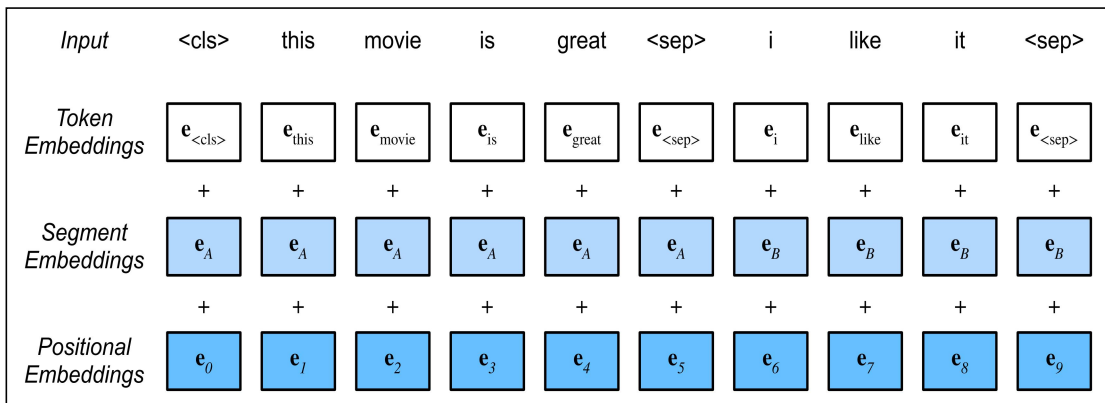 Input <cls> this movie is great <sep> i like it <sep>
Token Embeddings e<cls> ethis emovie eis egreat e<sep> ei elike eit e<sep>
+ + + + + + + + + +
Segment Embeddings eA eA eA eA eA eA eB eB eB eB
+ + + + + + + + + +
Positional Embeddings e0 e1 e2 e3 e4 e5 e6 e7 e8 e9